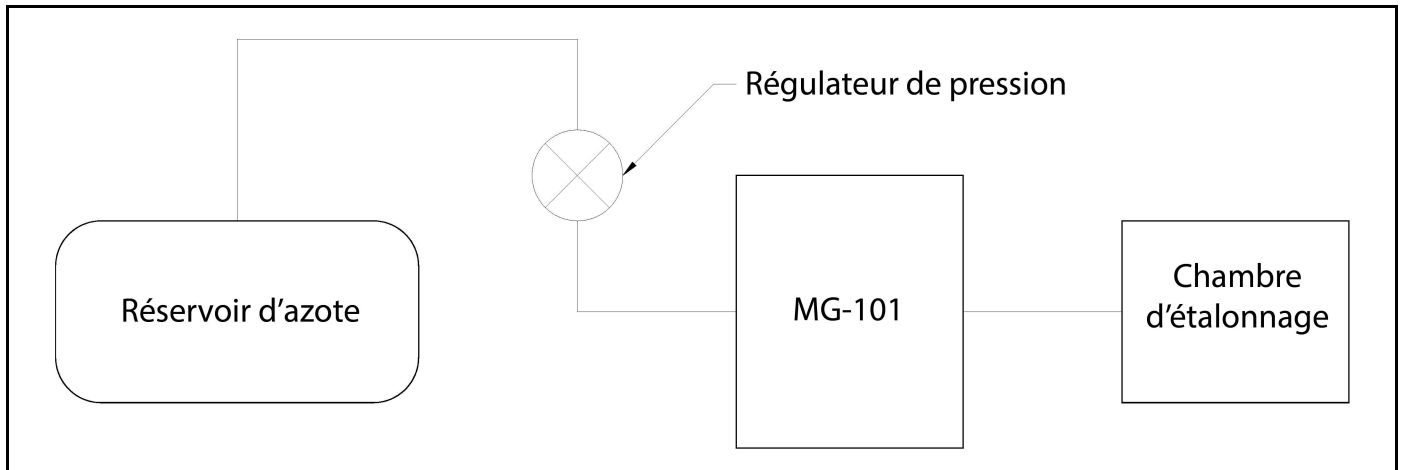 Régulateur de pression
Réservoir d’azote
MG-101
Chambre
d’étalonnage